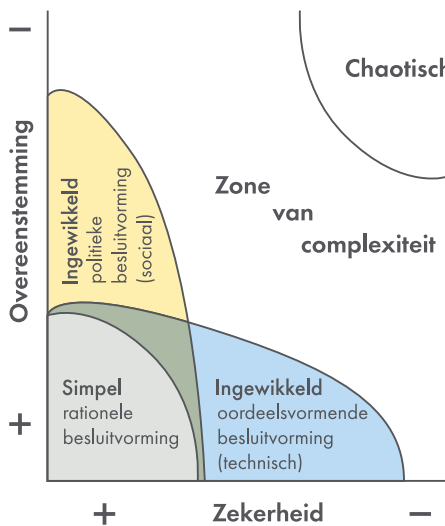 –
Chaotisch
Overeenstemming
Zone
van
complexiteit
Ingewikkeld
politieke
besluitvorming
(sociaal)
Simpel
rationele
besluitvorming
Ingewikkeld
oordeelsvormende
besluitvorming
(technisch)
+
+
Zekerheid
–